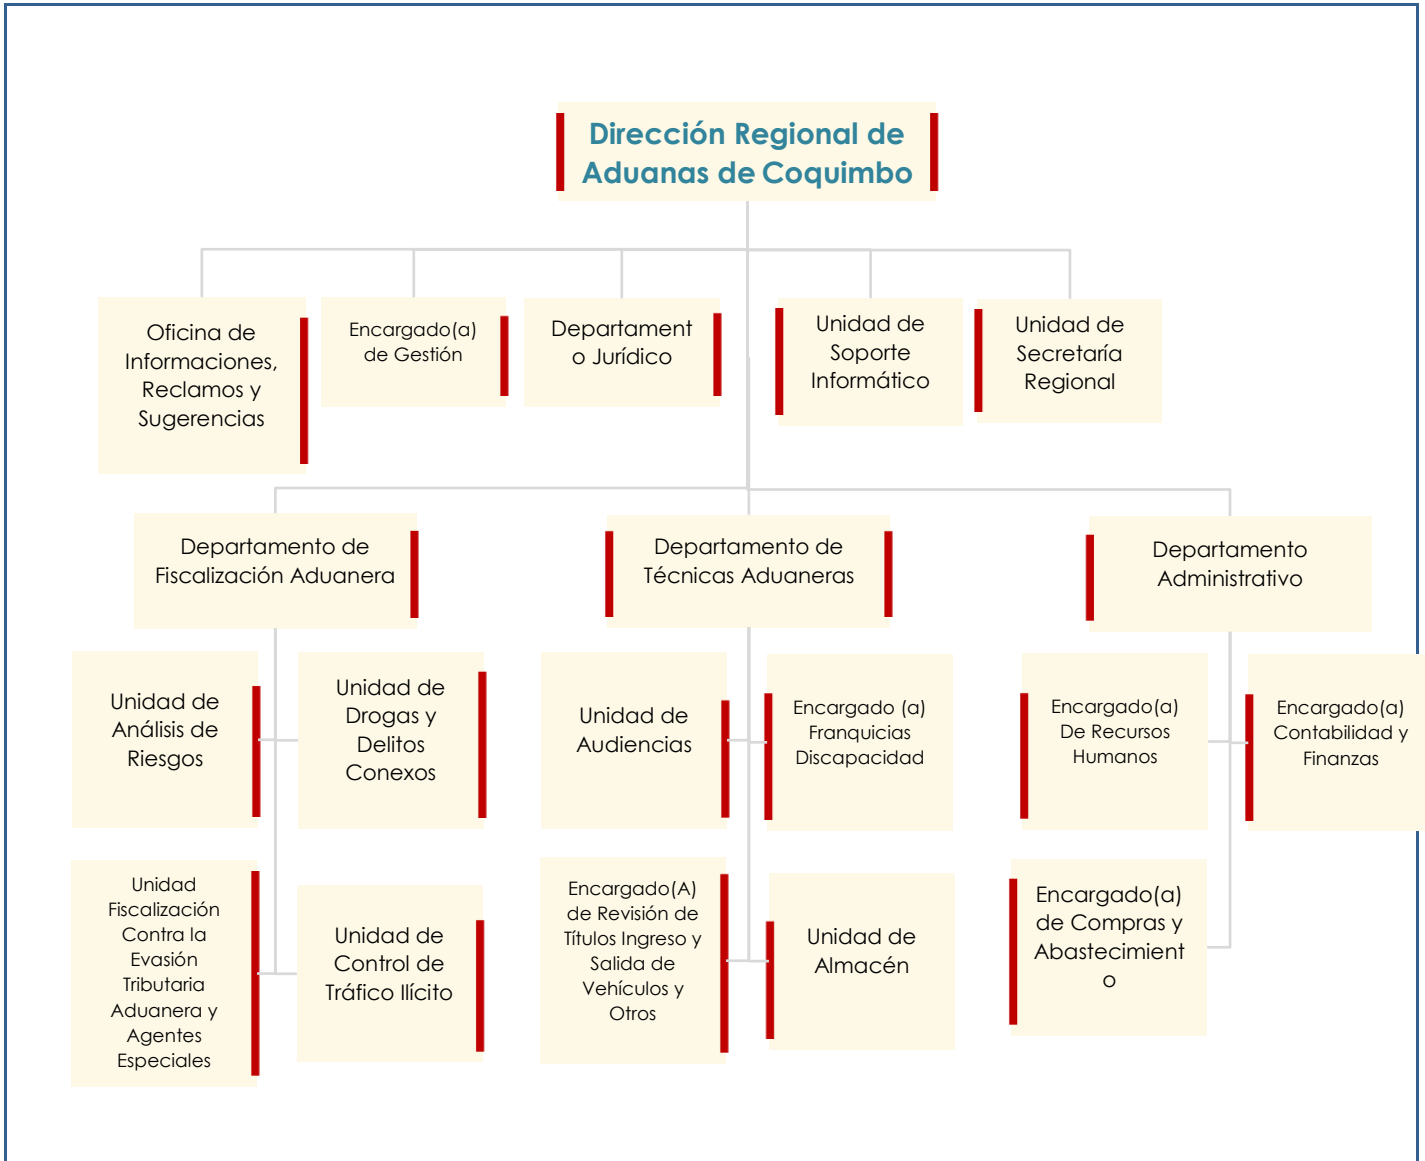 Dirección Regional de
Aduanas de Coquimbo
Oficina de
Informaciones,
Reclamos y
Sugerencias
Encargado(a)
de Gestión
Departament
o Jurídico
Unidad de
Soporte
Informático
Unidad de
Secretaría
Regional
Departamento de
Fiscalización Aduanera
Departamento de
Técnicas Aduaneras
Departamento
Administrativo
Unidad de
Análisis de
Riesgos
Unidad de
Drogas y
Delitos
Conexos
Unidad de
Audiencias
Encargado (a)
Franquicias
Discapacidad
Encargado(a)
De Recursos
Humanos
Encargado(a)
Contabilidad y
Finanzas
Unidad
Fiscalización
Contra la
Evasión
Tributaria
Aduanera y
Agentes
Especiales
Unidad de
Control de
Tráfico Ilícito
Encargado(A)
de Revisión de
Títulos Ingreso y
Salida de
Vehículos y
Otros
Unidad de
Almacén
Encargado(a)
de Compras y
Abastecimient
o